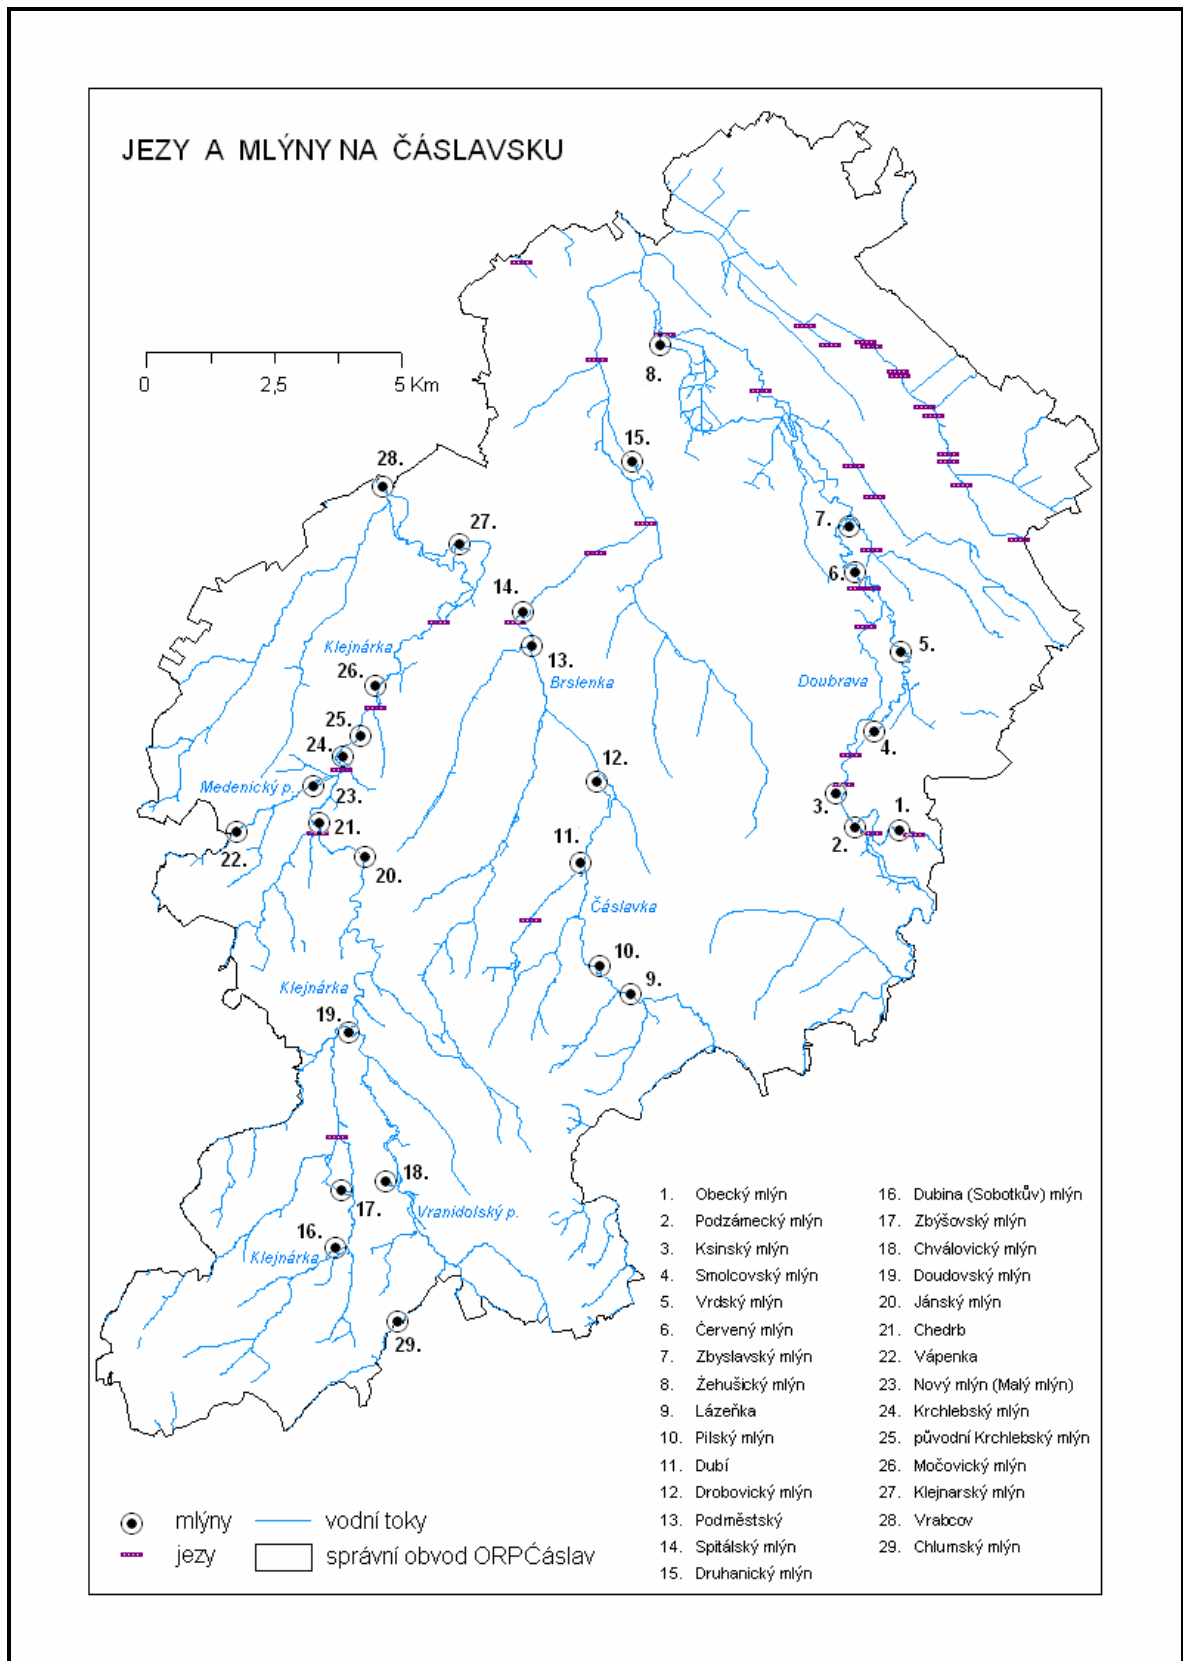 JEZY A MLÝNY NA ČÁSLAVSKU
0 2,5 5 Km
8.
15.
28.
7.
27.
6.
14.
5.
Klejnárka
13.
Brslenka
Doubrava
26.
25.
4.
24.
12.
Medenický p.
23.
3.
1.
21.
2.
22.
11.
20.
Čáslavka
10.
Klejnárka
9.
19.
18.
17.
Vranidolský p.
16.
Klejnárka
29.
1. Obecký mlýn
2. Podzámecký mlýn
3. Ksinský mlýn
4. Smolcovský mlýn
5. Vrdský mlýn
6. Červený mlýn
7. Zbyslavský mlýn
8. Žehušický mlýn
9. Lázeňka
10. Pilský mlýn
11. Dubí
12. Drobovický mlýn
13. Podměstský
14. Spitálský mlýn
15. Druhanický mlýn
16. Dubina (Sobotkův) mlýn
17. Zbýšovský mlýn
18. Chválovický mlýn
19. Doudovský mlýn
20. Jánský mlýn
21. Chedrb
22. Vápenka
23. Nový mlýn (Malý mlýn)
24. Krchlebský mlýn
25. původní Krchlebský mlýn
26. Močovický mlýn
27. Klejnarský mlýn
28. Vrabcov
29. Chlumský mlýn
mlýny
vodní toky
jezy
správní obvod ORPČáslav